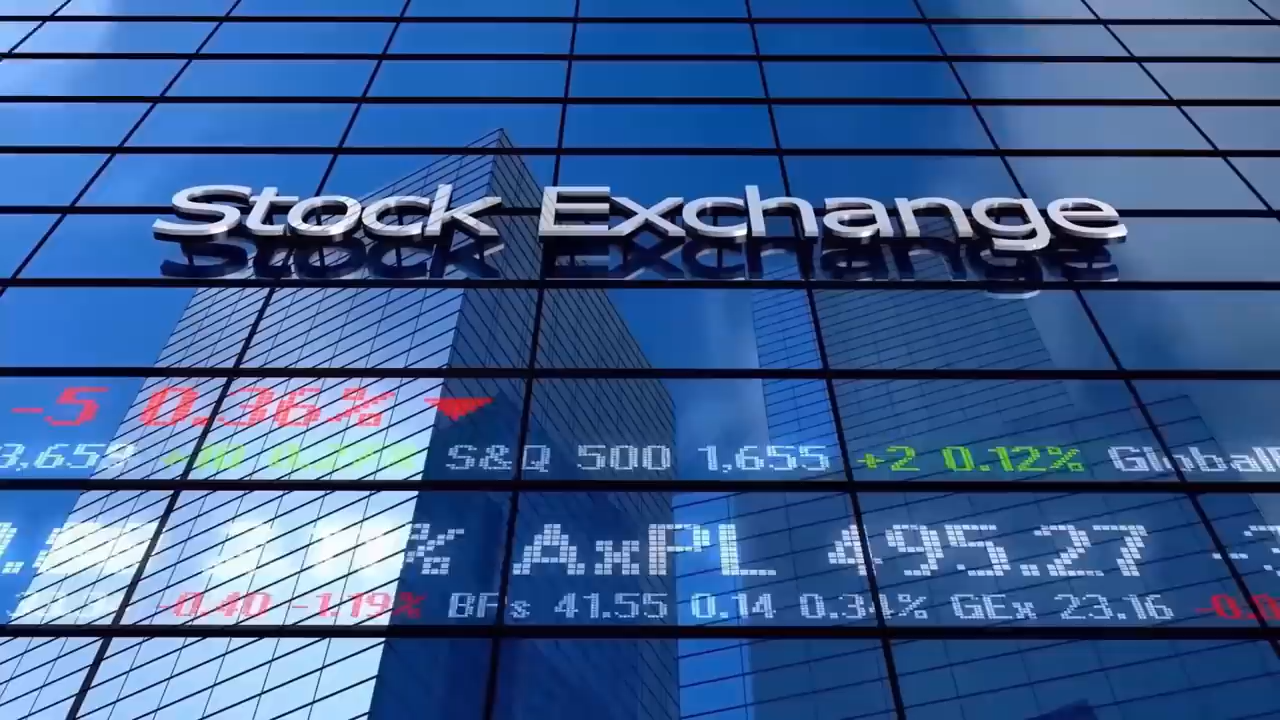 Stock Exchange
-5 0.36%
3,659 S&Q 500 1,655 +2 0.12% Global
% AxPL 495.27
-0.40 -1.19% BFs 41.55 0.14 0.34% GEx 23.16